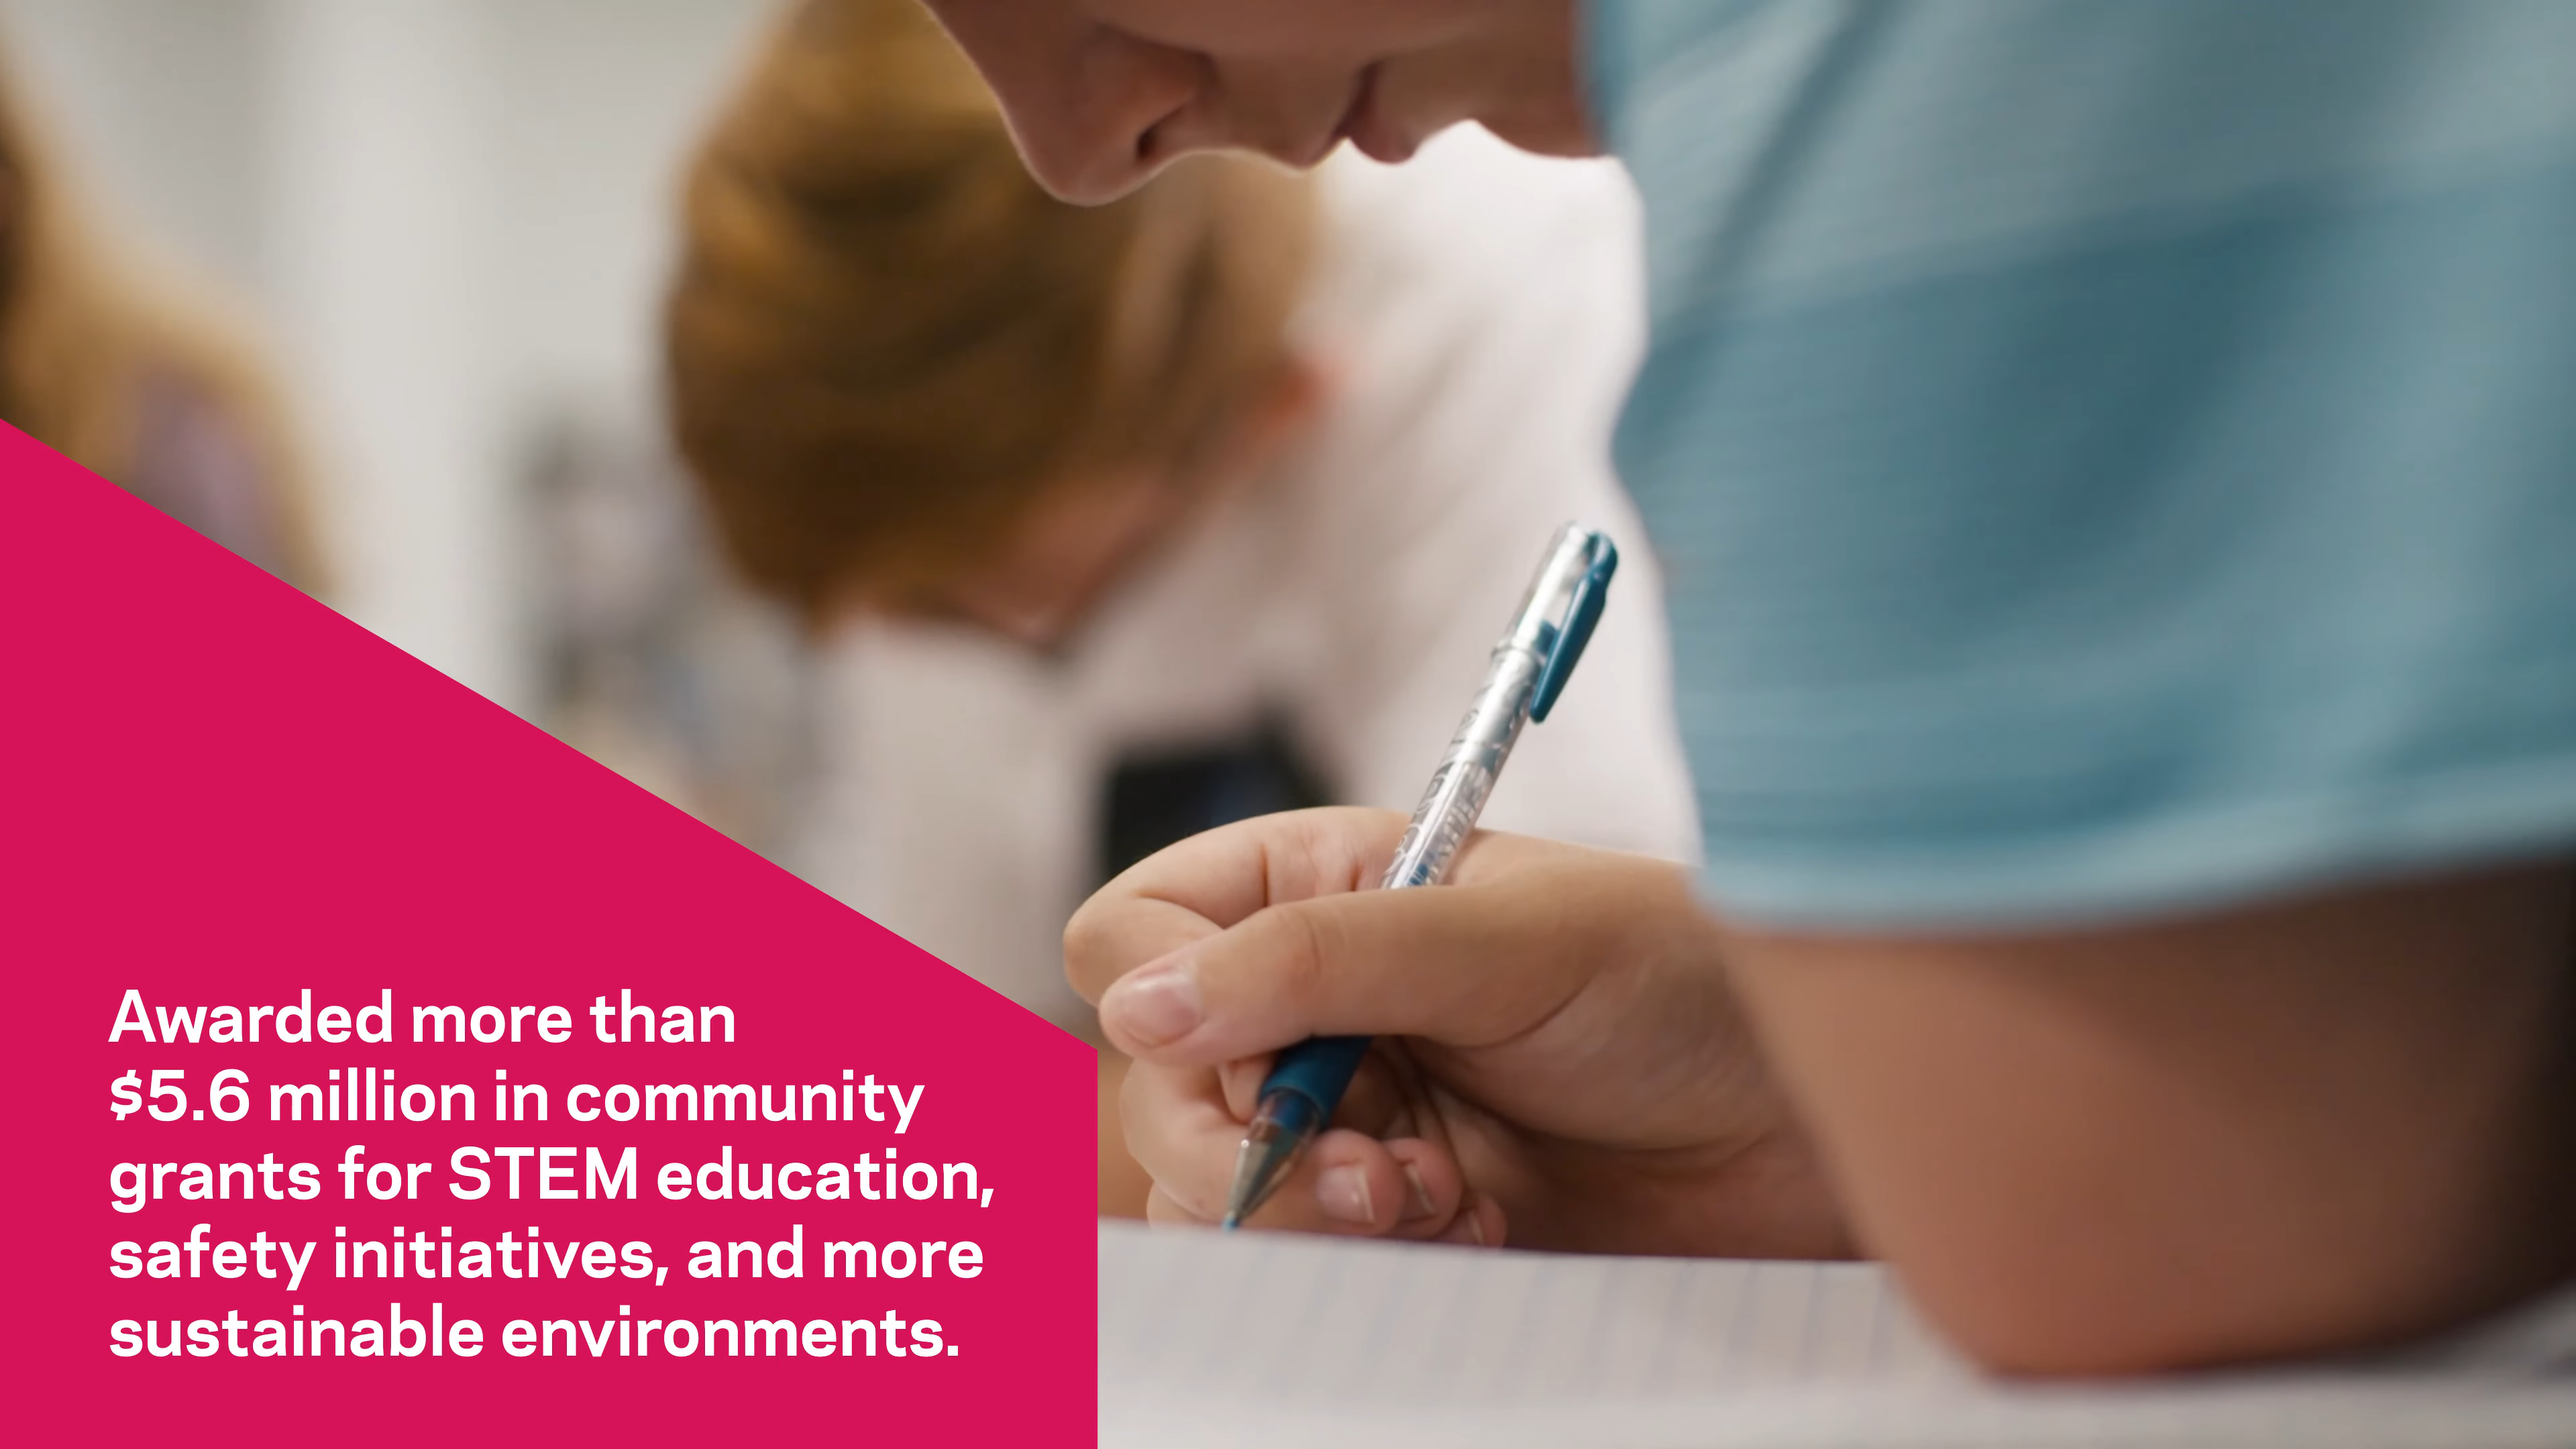 Awarded more than
$5.6 million in community
grants for STEM education,
safety initiatives, and more
sustainable environments.